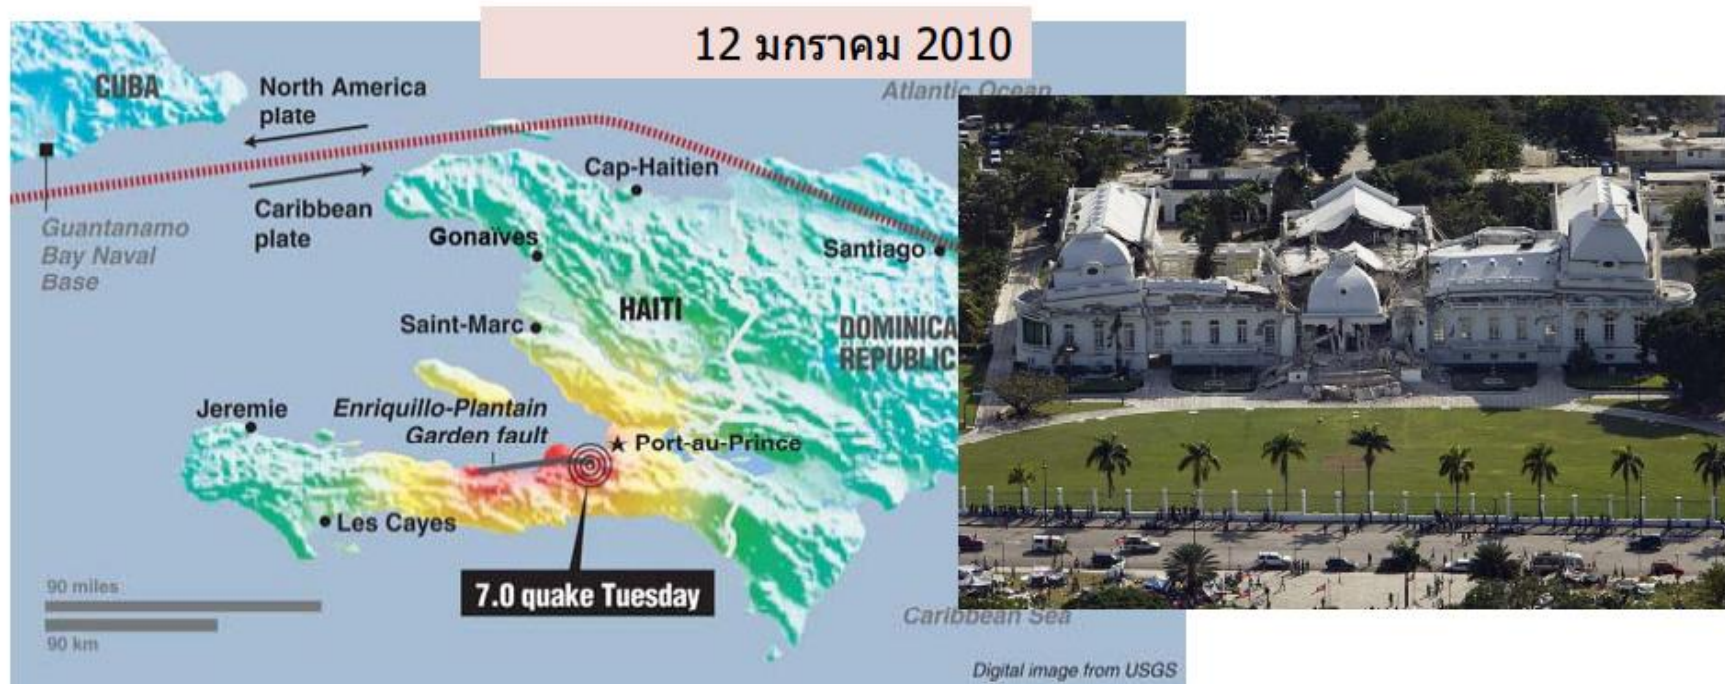 12 มกราคม 2010
CUBA
North America
plate
Atlantic Ocean
Caribbean
plate
Cap-Haitien
Guantanamo
Bay Naval
Base
Gonaïves
Santiago
HAITI
Saint-Marc
DOMINICA
REPUBLIC
Jeremie
Enriquillo-Plantain
Garden fault
Port-au-Prince
Les Cayes
7.0 quake Tuesday
90 miles
90 km
Caribbean Sea
Digital image from USGS